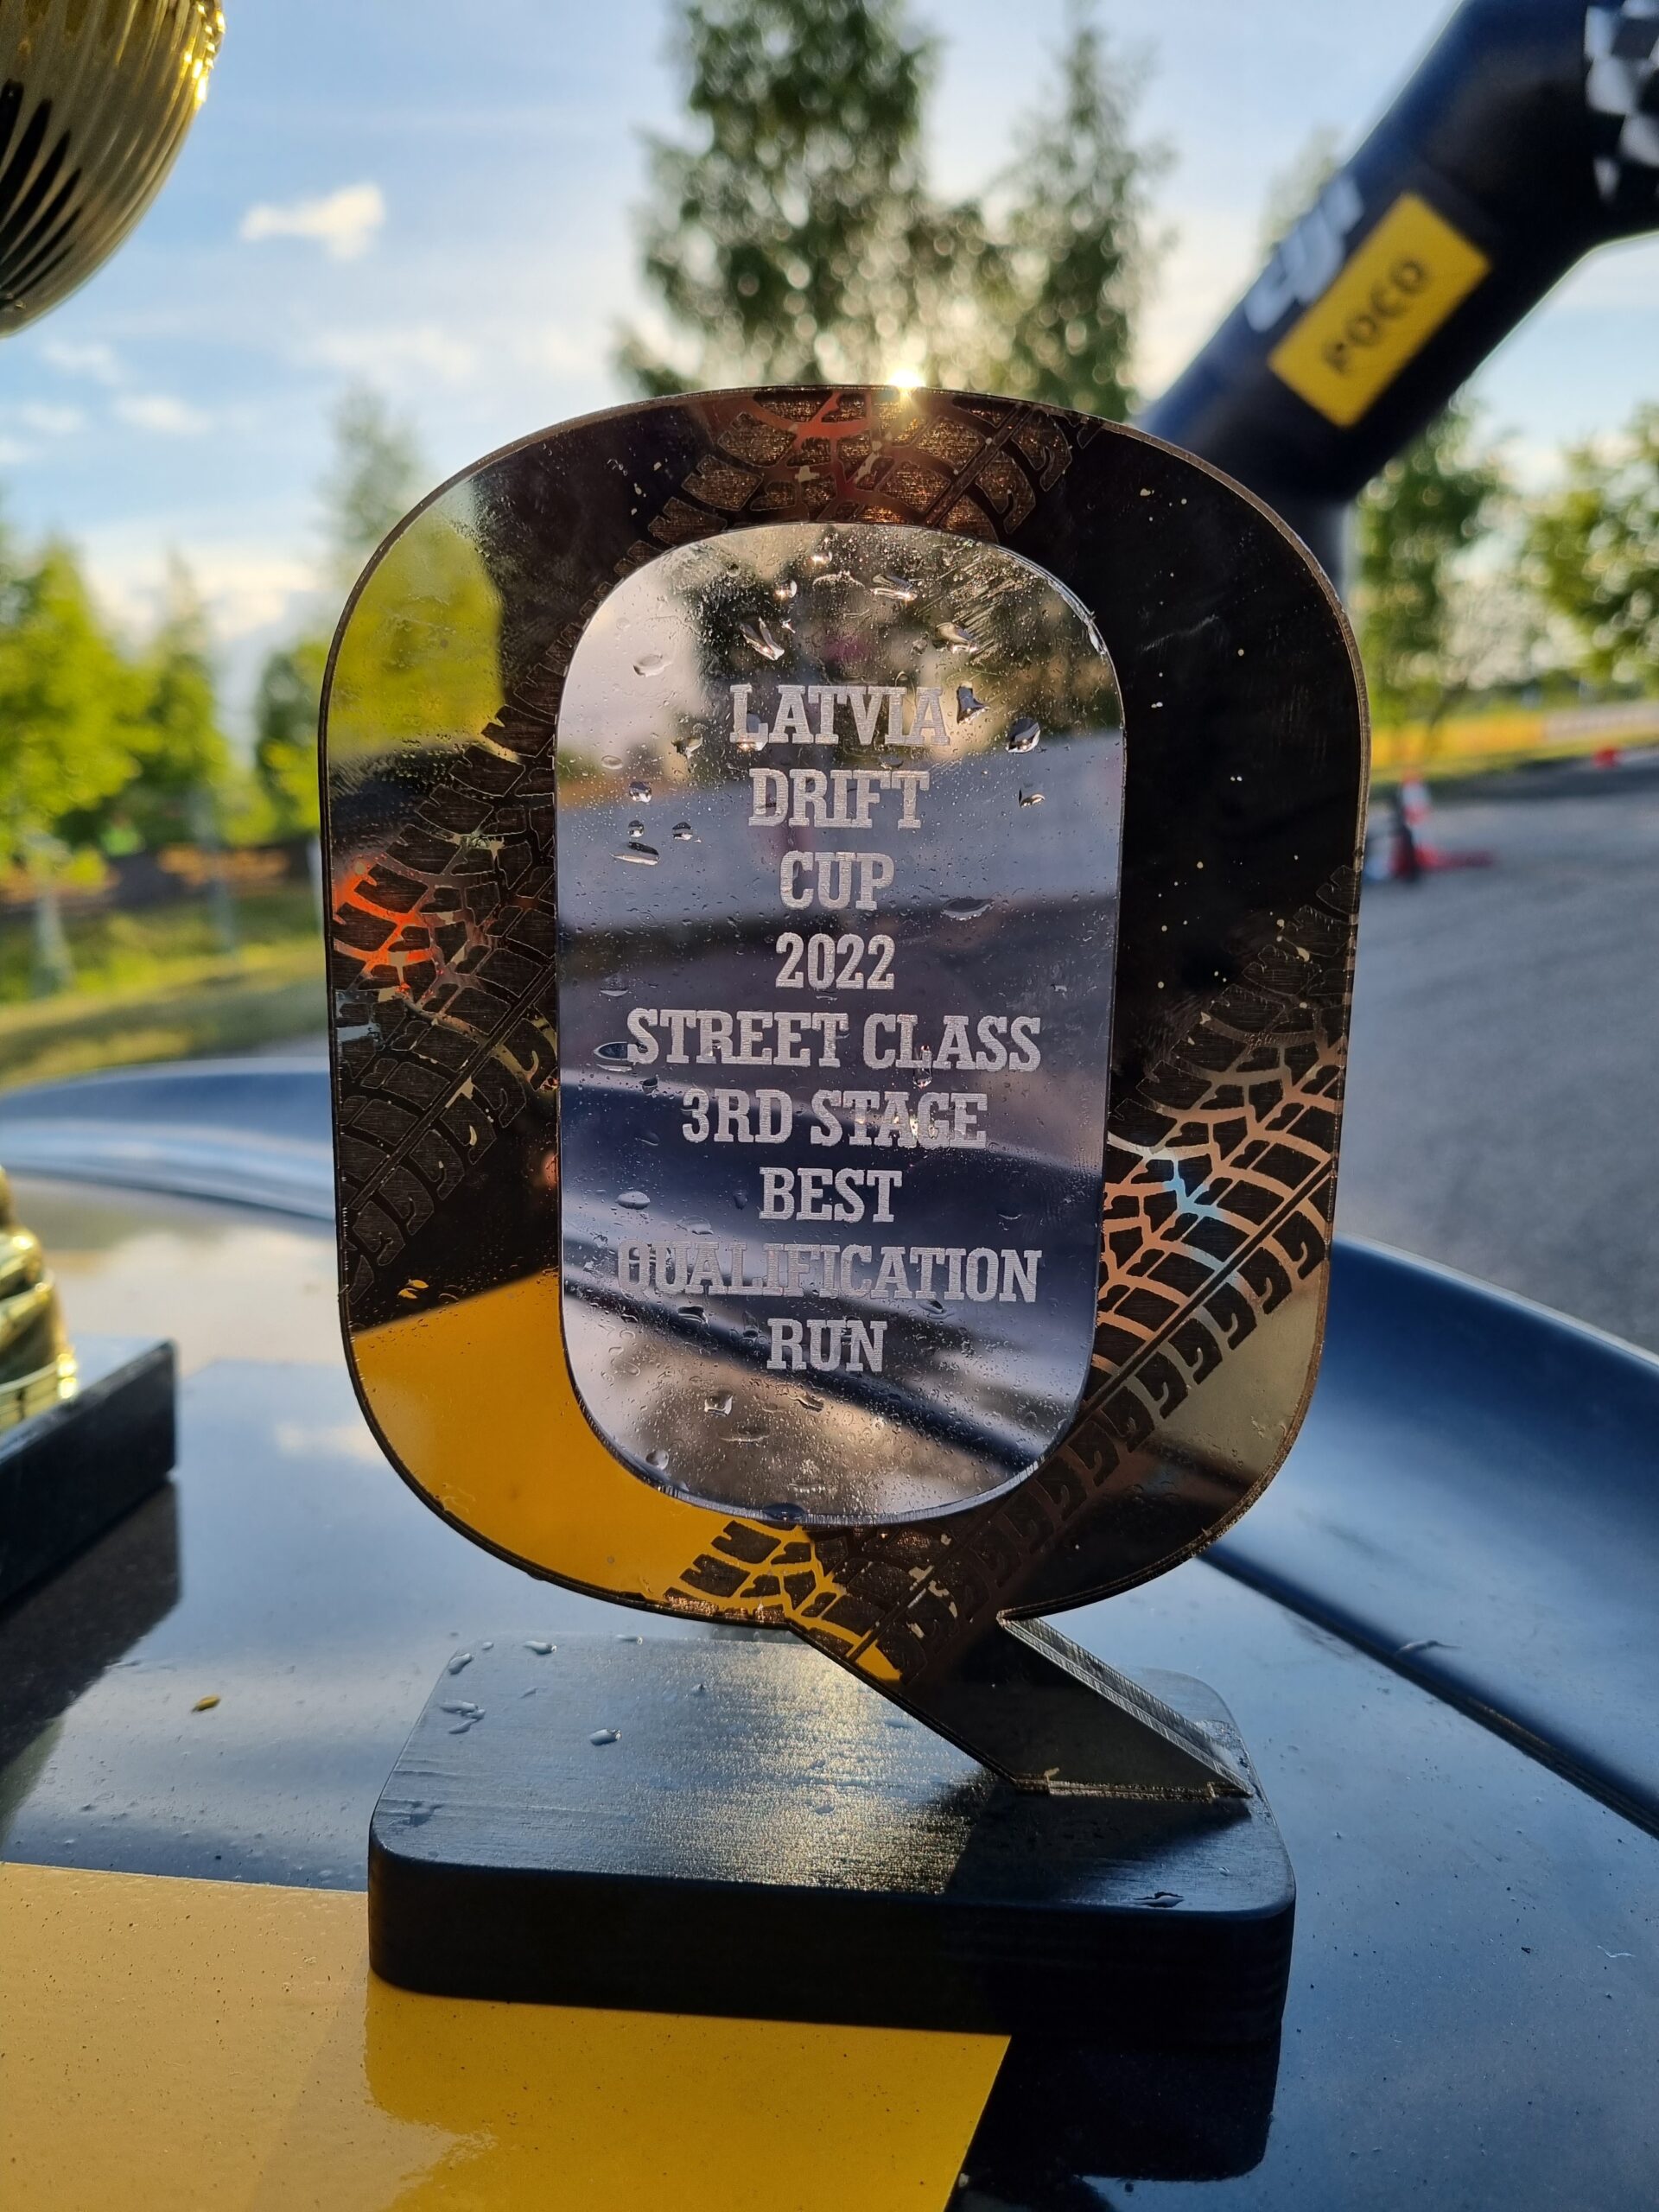 POCO
LATVIA
DRIFT
CUP
2022
STREET CLASS
3RD STAGE
BEST
QUALIFICATION
RUN